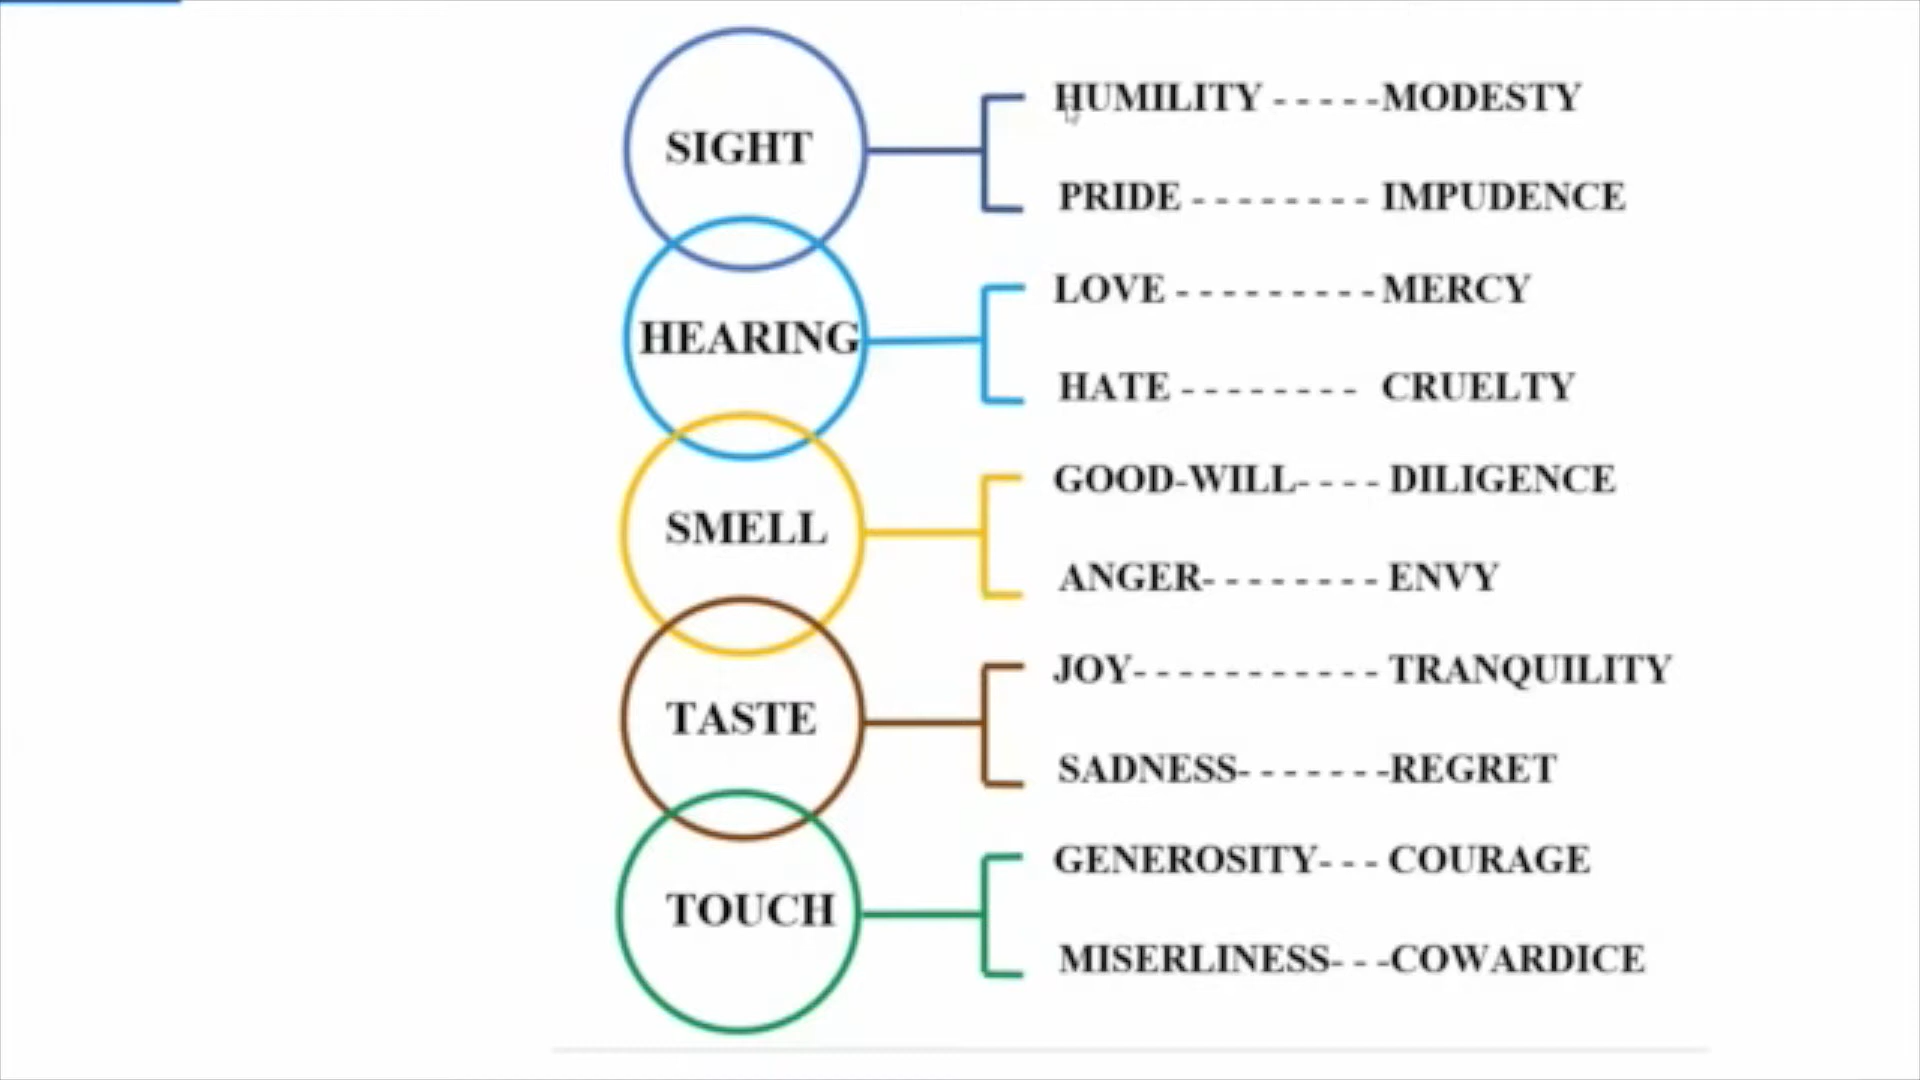 SIGHT
HUMILITY - - - - -MODESTY
PRIDE - - - - - - - - IMPUDENCE
HEARING
LOVE - - - - - - - - -MERCY
HATE - - - - - - - - CRUELTY
SMELL
GOOD-WILL- - - - DILIGENCE
ANGER- - - - - - - - ENVY
TASTE
JOY- - - - - - - - - - - TRANQUILITY
SADNESS- - - - - - -REGRET
TOUCH
GENEROSITY- - - COURAGE
MISERLINESS- - -COWARDICE